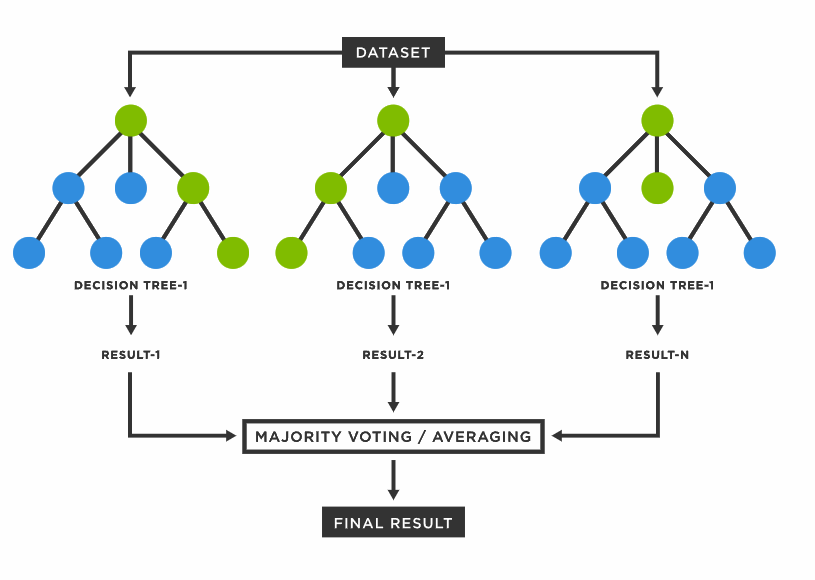 DATASET
DECISION TREE-1
DECISION TREE-1
DECISION TREE-1
RESULT-1
RESULT-2
RESULT-N
MAJORITY VOTING / AVERAGING
FINAL RESULT